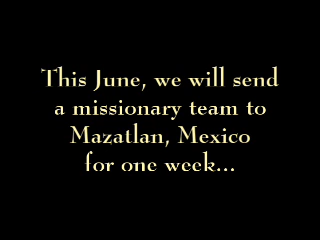 This June, we will send
a missionary team to
Mazatlan, Mexico
for one week...